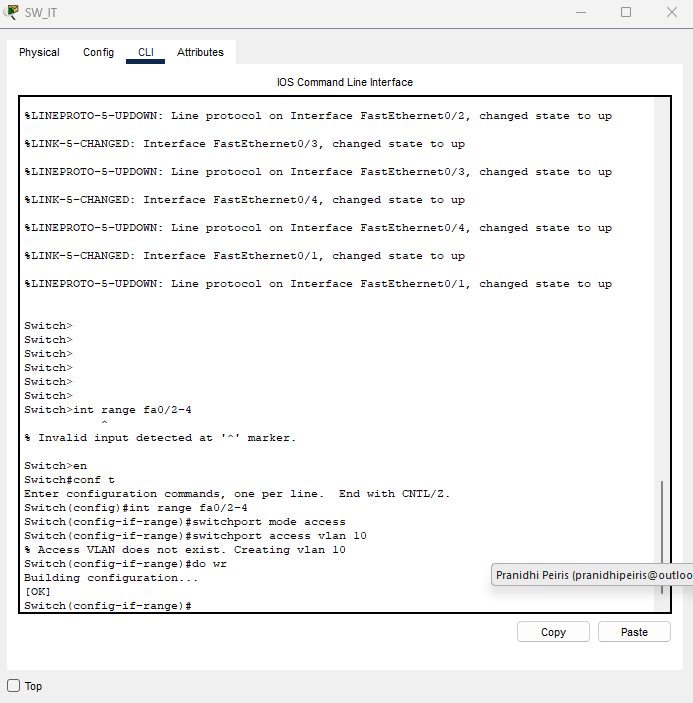 SW_IT
Physical Config CLI Attributes
IOS Command Line Interface
%LINEPROTO-5-UPDOWN: Line protocol on Interface FastEthernet0/2, changed state to up
%LINK-5-CHANGED: Interface FastEthernet0/3, changed state to up
%LINEPROTO-5-UPDOWN: Line protocol on Interface FastEthernet0/3, changed state to up
%LINK-5-CHANGED: Interface FastEthernet0/4, changed state to up
%LINEPROTO-5-UPDOWN: Line protocol on Interface FastEthernet0/4, changed state to up
%LINK-5-CHANGED: Interface FastEthernet0/1, changed state to up
%LINEPROTO-5-UPDOWN: Line protocol on Interface FastEthernet0/1, changed state to up
Switch>
Switch>
Switch>
Switch>
Switch>
Switch>
Switch>int range fa0/2-4
^
% Invalid input detected at '^' marker.
Switch>en
Switch#conf t
Enter configuration commands, one per line.  End with CNTL/Z.
Switch(config)#int range fa0/2-4
Switch(config-if-range)#switchport mode access
Switch(config-if-range)#switchport access vlan 10
% Access VLAN does not exist. Creating vlan 10
Switch(config-if-range)#do wr
Building configuration...
[OK]
Switch(config-if-range)#
Pranidhi Peiris (pranidhipeiris@outloo
Copy Paste
Top